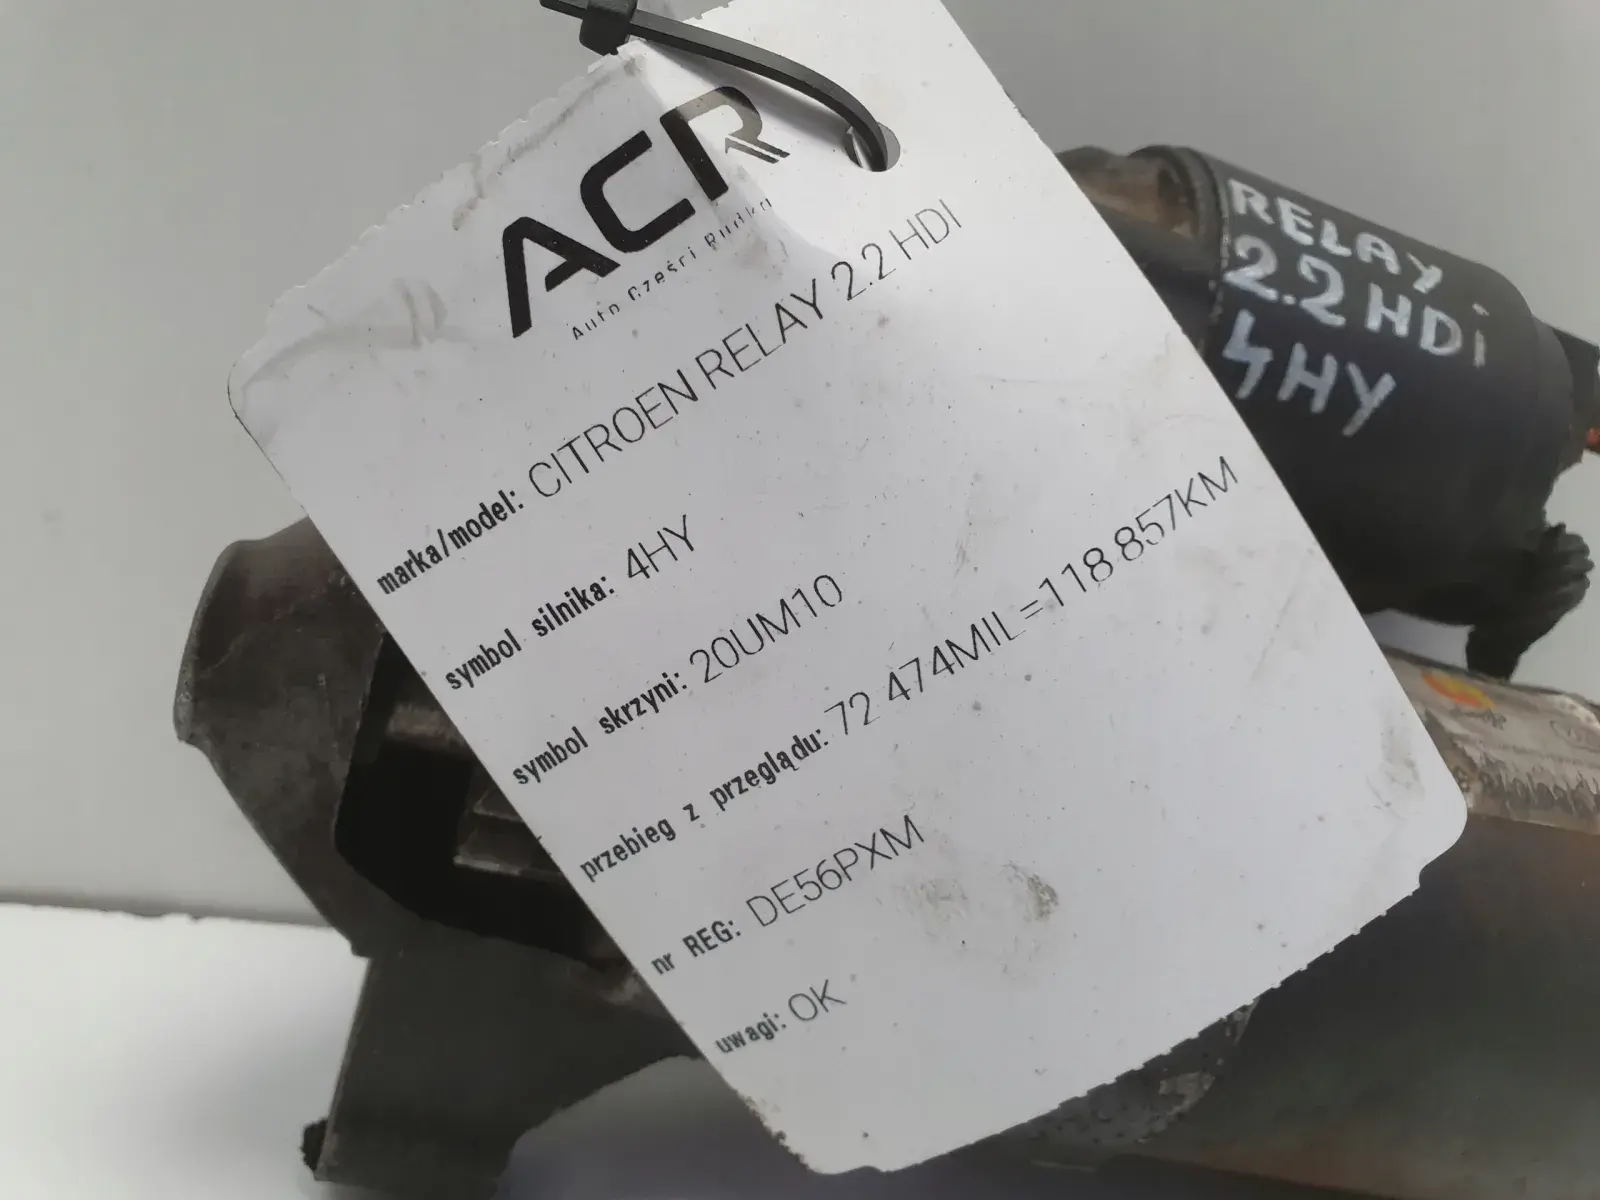 ACR
Auto Części Rudka
marka/model: CITROEN RELAY 2.2 HDI
symbol silnika: 4HY
symbol skrzyni: 20UM10
przebieg z przeglądu: 72 474MIL=118 857KM
nr REG: DE56PXM
uwagi: OK
RELAY
2.2 HDi
4HY